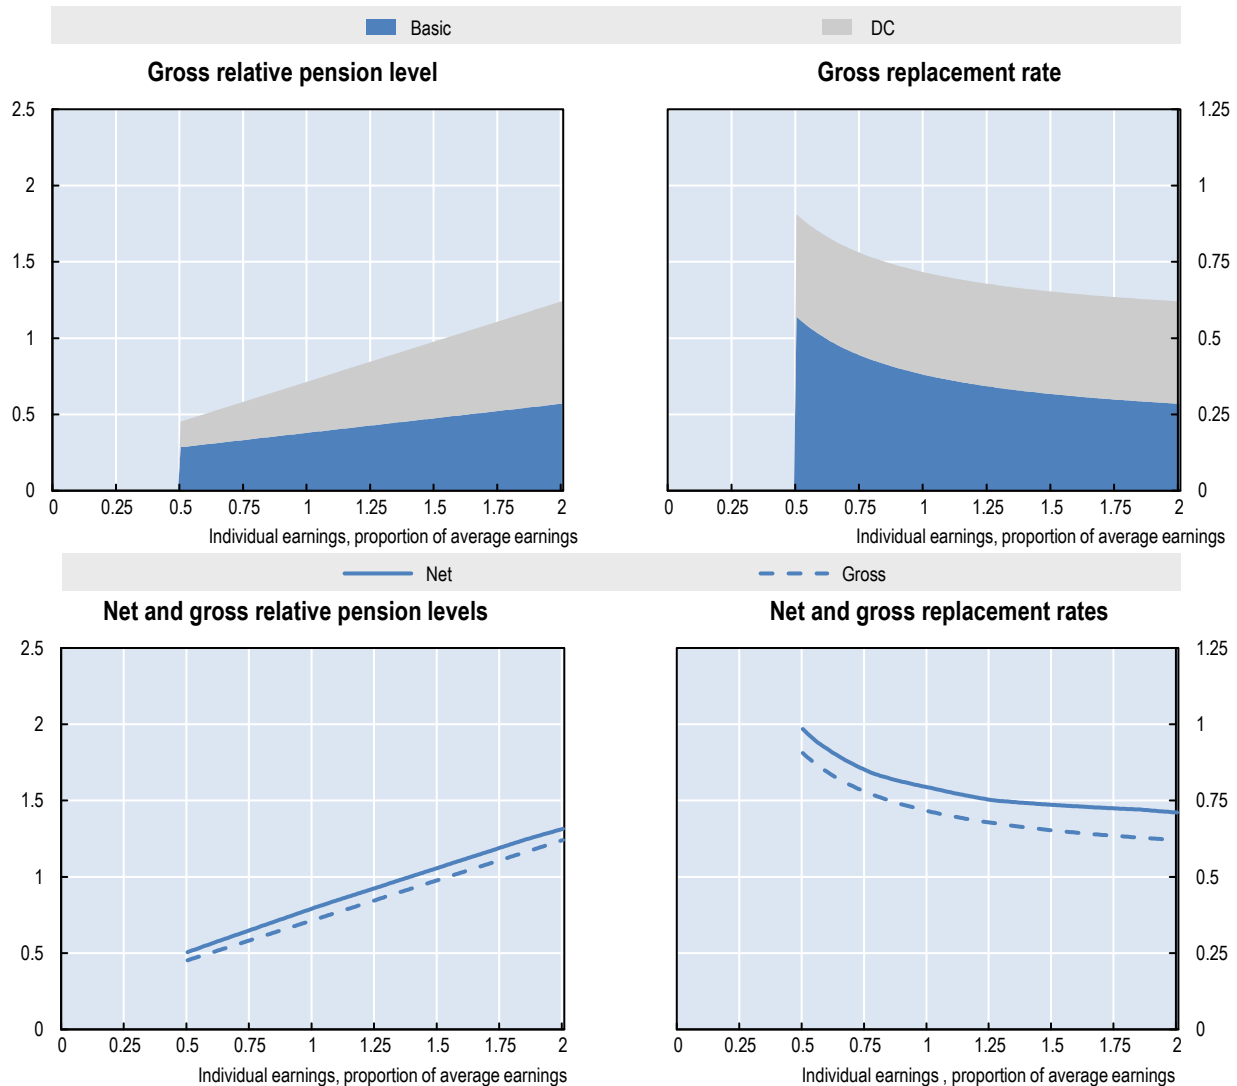 Basic DC
Gross relative pension level
Gross replacement rate
2.5
2
1.5
1
0.5
0
0 0.25 0.5 0.75 1 1.25 1.5 1.75 2
Individual earnings, proportion of average earnings
1.25
1
0.75
0.5
0.25
0
0 0.25 0.5 0.75 1 1.25 1.5 1.75 2
Individual earnings, proportion of average earnings
Net Gross
Net and gross relative pension levels
Net and gross replacement rates
2.5
2
1.5
1
0.5
0
0 0.25 0.5 0.75 1 1.25 1.5 1.75 2
Individual earnings, proportion of average earnings
1.25
1
0.75
0.5
0.25
0
0 0.25 0.5 0.75 1 1.25 1.5 1.75 2
Individual earnings , proportion of average earnings